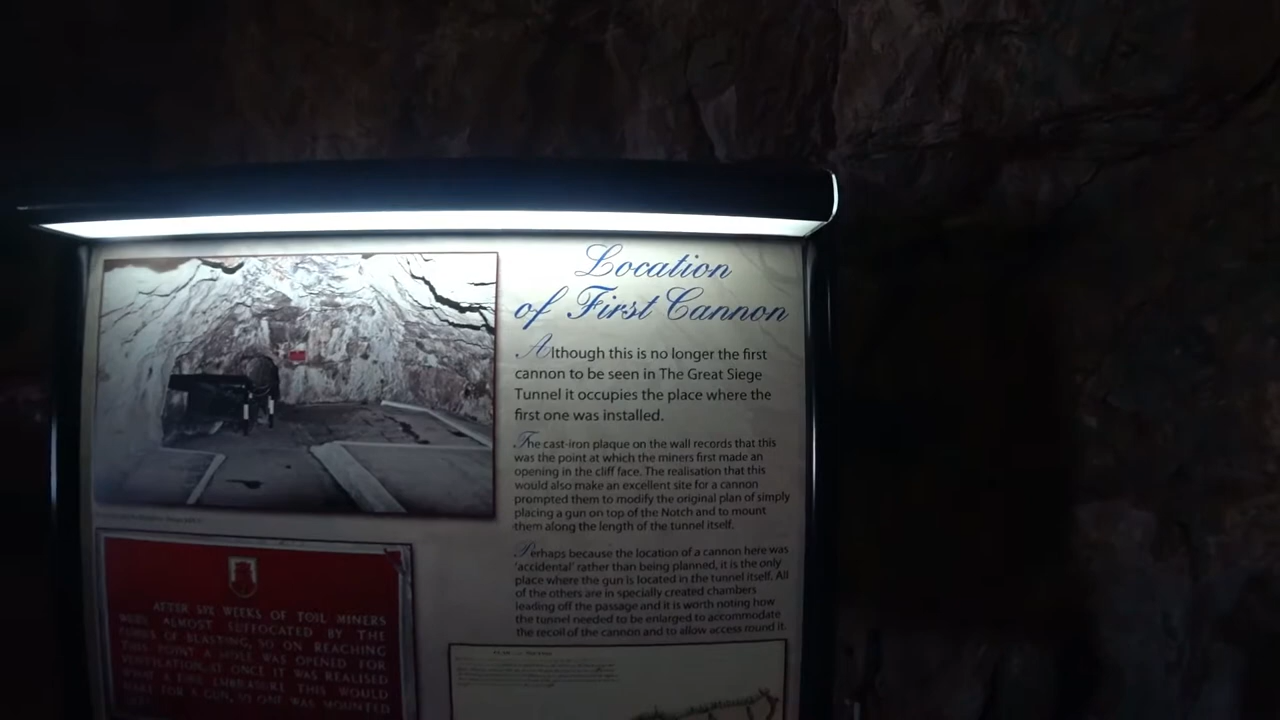 Location
of First Cannon
Although this is no longer the first
cannon to be seen in The Great Siege
Tunnel it occupies the place where the
first one was installed.
The cast-iron plaque on the wall records that this
was the point at which the miners first made an
opening in the cliff face. The realisation that this
would also make an excellent site for a cannon
prompted them to modify the original plan of simply
placing a gun on top of the Notch and to mount
them along the length of the tunnel itself.
Perhaps because the location of a cannon here was
'accidental' rather than being planned, it is the only
place where the gun is located in the tunnel itself. All
of the others are in specially created chambers
leading off the passage and it is worth noting how
the tunnel needed to be enlarged to accommodate
the recoil of the cannon and to allow access round it.
AFTER SIX WEEKS OF TOIL MINERS
WERE ALMOST SUFFOCATED BY THE
FUMES OF BLASTING, SO ON REACHING
THIS POINT A HOLE WAS OPENED FOR
VENTILATION. AT ONCE IT WAS REALISED
WHAT A FINE EMBRASURE THIS WOULD
MAKE FOR A GUN, SO ONE WAS MOUNTED